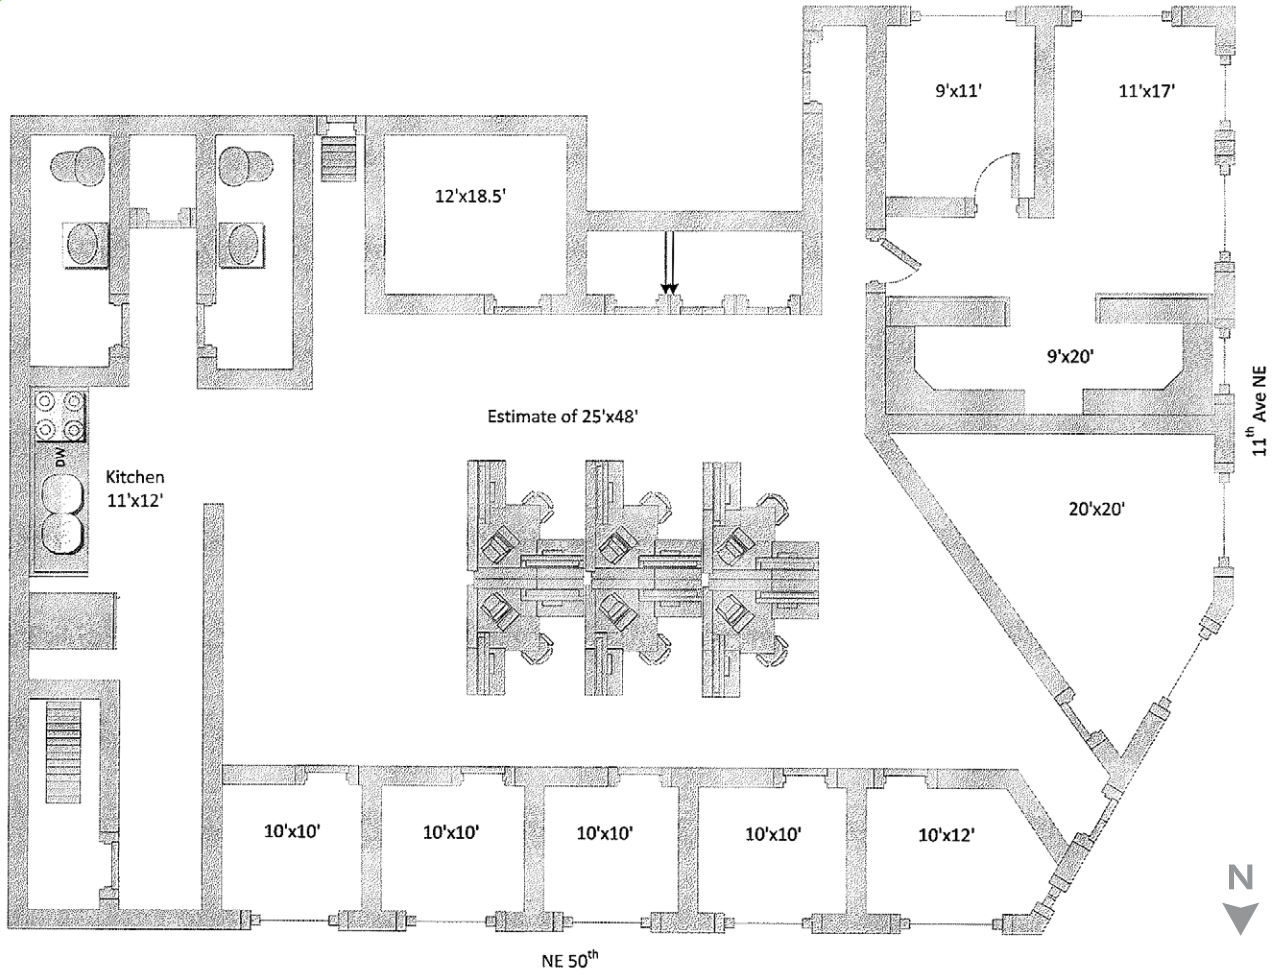 9'x11'
11'x17'
12'x18.5'
9'x20'
Estimate of 25'x48'
11th Ave NE
DW
Kitchen
11'x12'
20'x20'
10'x10'
10'x10'
10'x10'
10'x10'
10'x12'
N
NE 50th